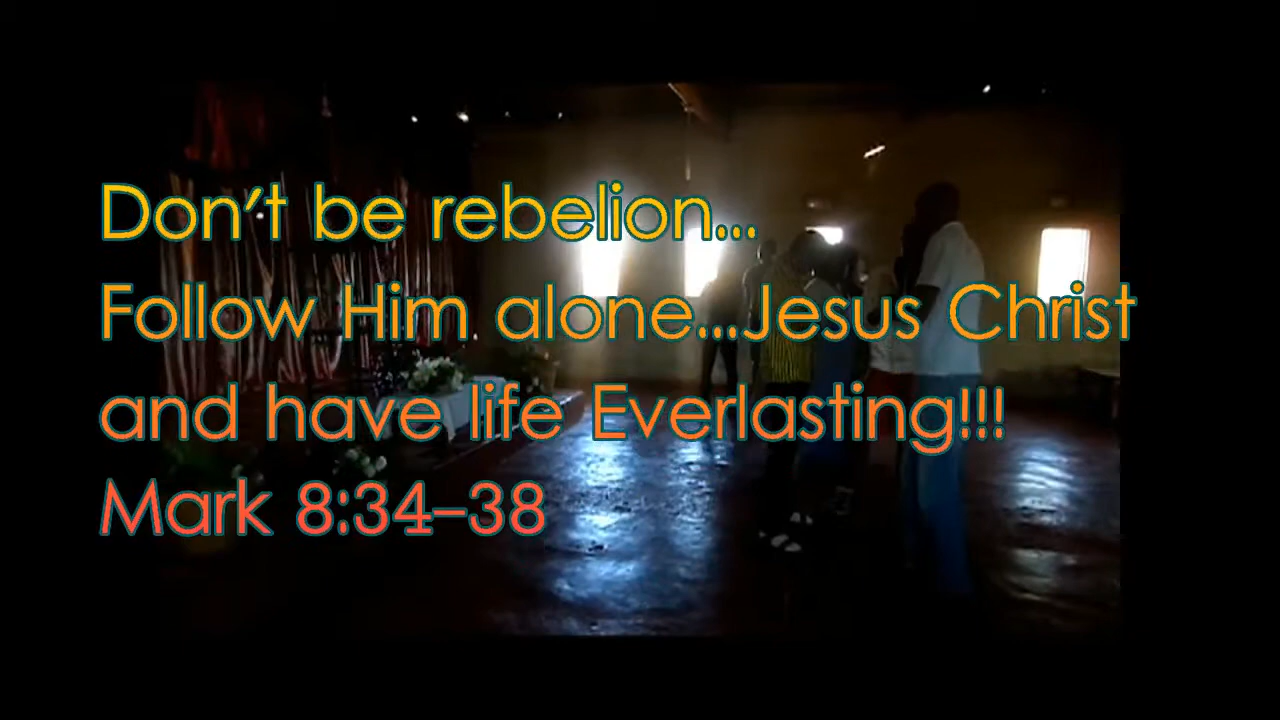 Don't be rebelion...
Follow Him alone...Jesus Christ
and have life Everlasting!!!
Mark 8:34–38